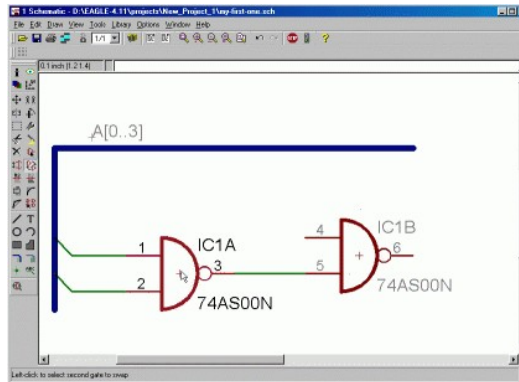 1 Schematic - D:\EAGLE-4.11\projects\New_Project_1\my-first-one.sch
File Edit Draw View Tools Library Options Window Help
1/1
0.1 inch (1.2 1.4)
A[0..3]
IC1A
1
2
3
74AS00N
IC1B
4
5
6
74AS00N
Left-click to select second gate to swap